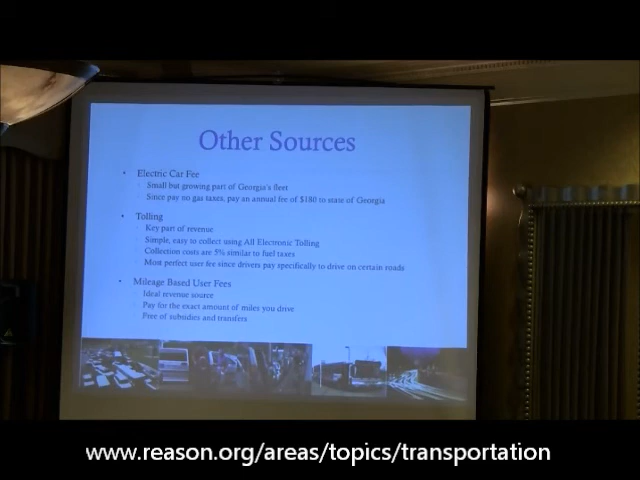 Other Sources
• Electric Car Fee
Small but growing part of Georgia's fleet
Since pay no gas taxes, pay an annual fee of $180 to state of Georgia
• Tolling
Key part of revenue
Simple, easy to collect using All Electronic Tolling
Collection costs are 5% similar to fuel taxes
Most perfect user fee since drivers pay specifically to drive on certain roads
• Mileage Based User Fees
Ideal revenue source
Pay for the exact amount of miles you drive
Free of subsidies and transfers
www.reason.org/areas/topics/transportation